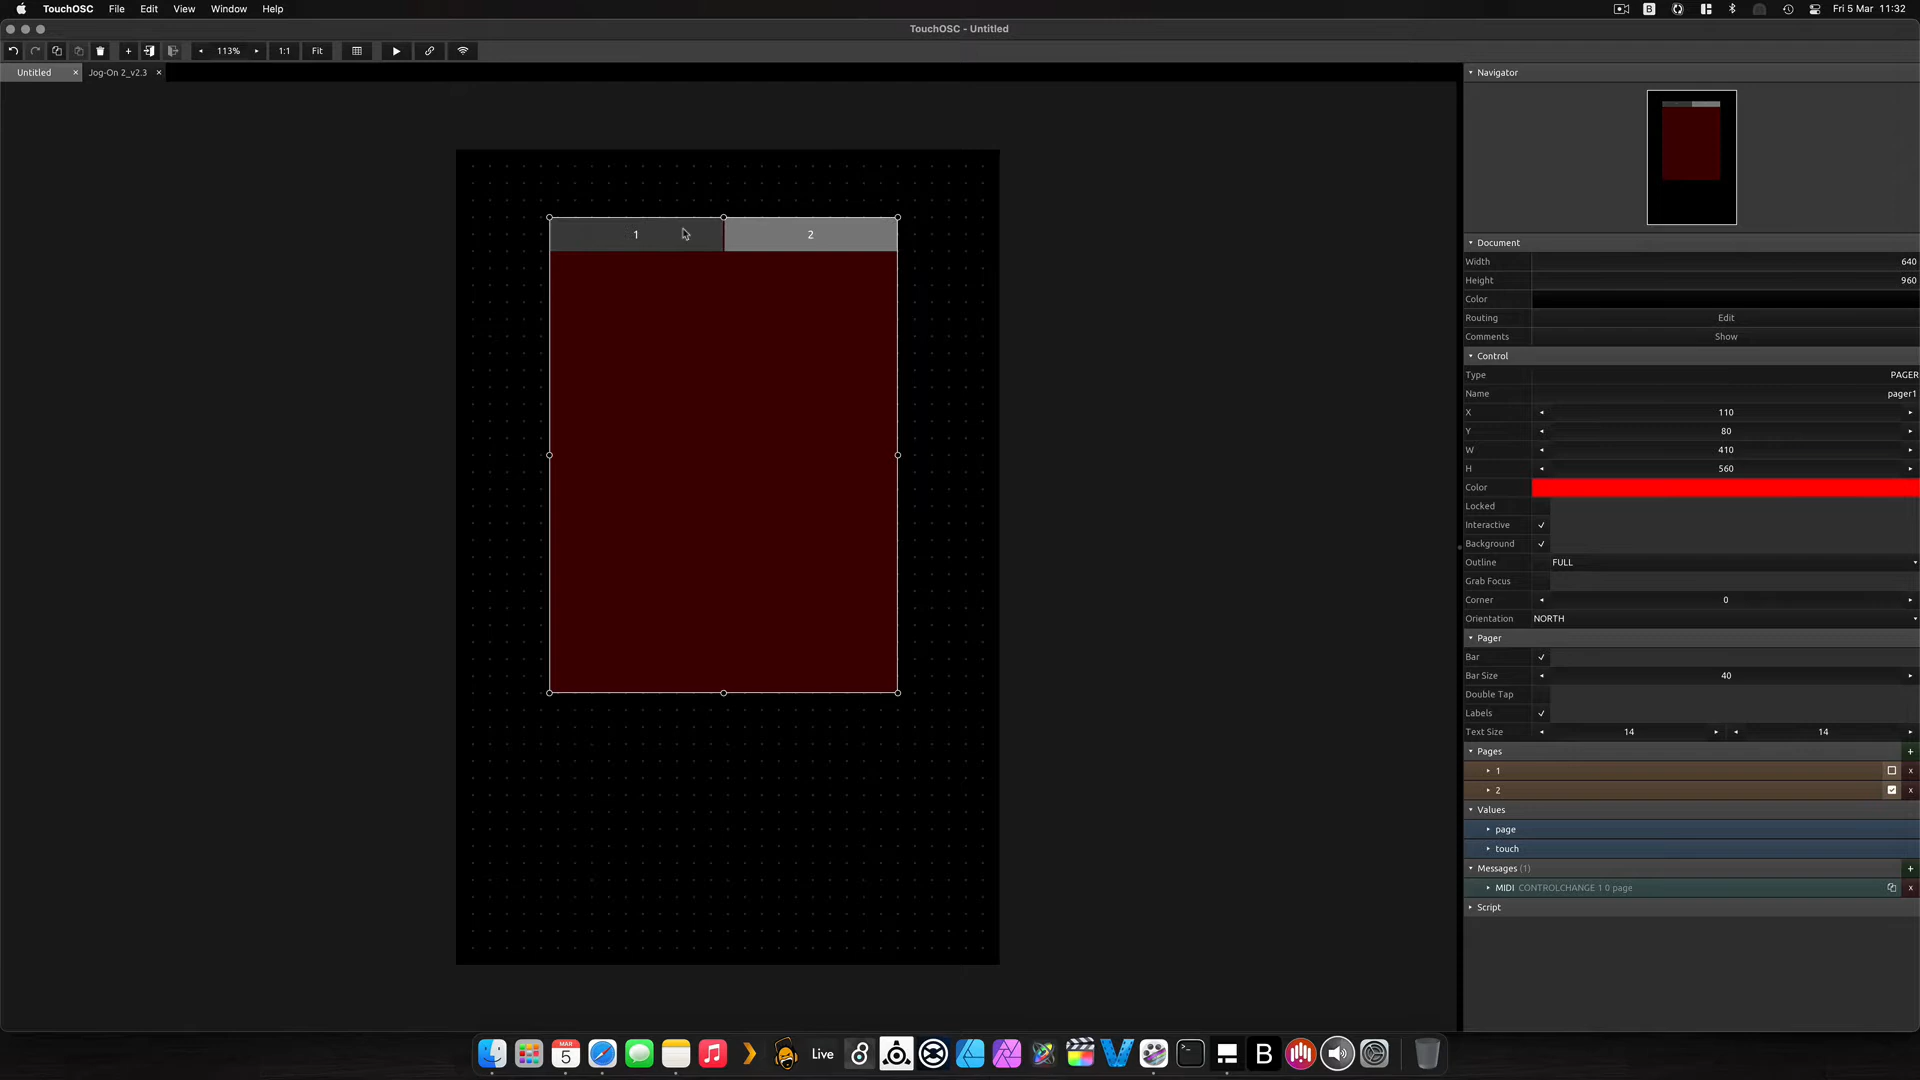 TouchOSC File Edit View Window Help
B
Fri 5 Mar 11:32
TouchOSC - Untitled
113% 1:1 Fit
Untitled × Jog-On 2_v2.3 ×
Navigator
Document
Width 640
Height 960
Color
Routing Edit
Comments Show
Control
Type PAGER
Name pager1
X 110
Y 80
W 410
H 560
Color
Locked
Interactive
Background
Outline FULL
Grab Focus
Corner 0
Orientation NORTH
Pager
Bar
Bar Size 40
Double Tap
Labels
Text Size 14 14
Pages +
1 x
2 x
Values
page
touch
Messages (1) +
MIDI CONTROLCHANGE 1 0 page x
Script
1 2
MAR
5
Live
B